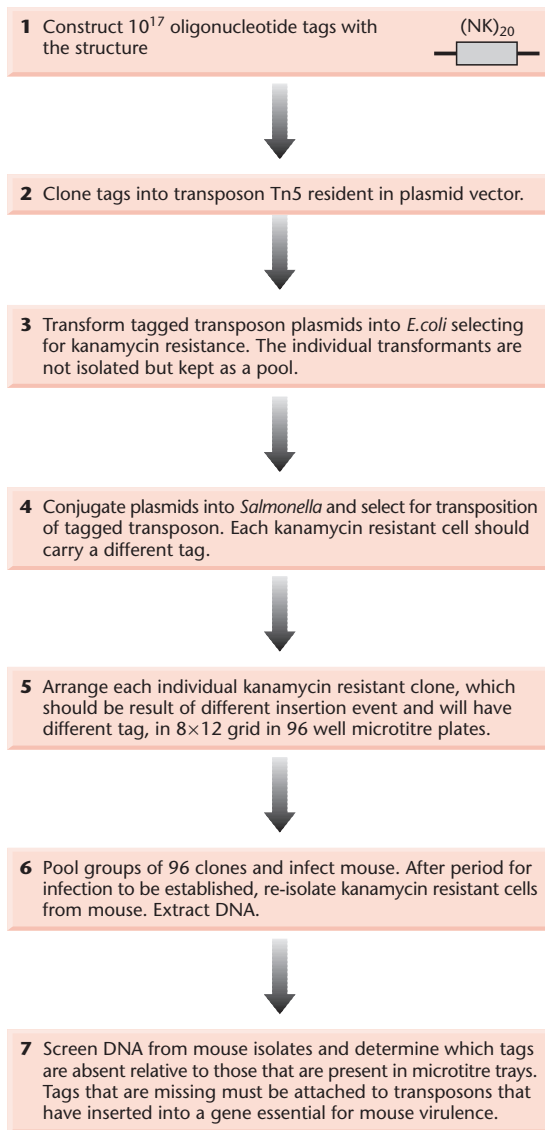 1 Construct 10¹⁷ oligonucleotide tags with
the structure
(NK)₂₀
2 Clone tags into transposon Tn5 resident in plasmid vector.
3 Transform tagged transposon plasmids into E.coli selecting
for kanamycin resistance. The individual transformants are
not isolated but kept as a pool.
4 Conjugate plasmids into Salmonella and select for transposition
of tagged transposon. Each kanamycin resistant cell should
carry a different tag.
5 Arrange each individual kanamycin resistant clone, which
should be result of different insertion event and will have
different tag, in 8×12 grid in 96 well microtitre plates.
6 Pool groups of 96 clones and infect mouse. After period for
infection to be established, re-isolate kanamycin resistant cells
from mouse. Extract DNA.
7 Screen DNA from mouse isolates and determine which tags
are absent relative to those that are present in microtitre trays.
Tags that are missing must be attached to transposons that
have inserted into a gene essential for mouse virulence.